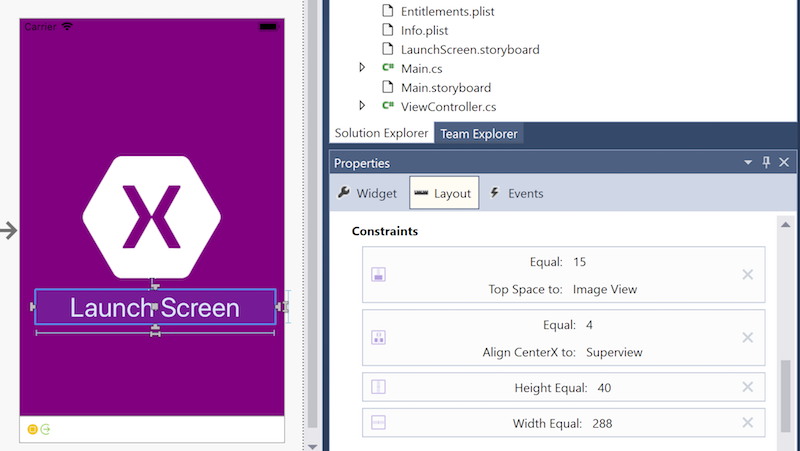 Carrier
Launch Screen
Entitlements.plist
Info.plist
LaunchScreen.storyboard
C# Main.cs
Main.storyboard
C# ViewController.cs
Solution Explorer Team Explorer
Properties
Widget Layout Events
Constraints
Equal: 15
Top Space to: Image View
Equal: 4
Align CenterX to: Superview
Height Equal: 40
Width Equal: 288